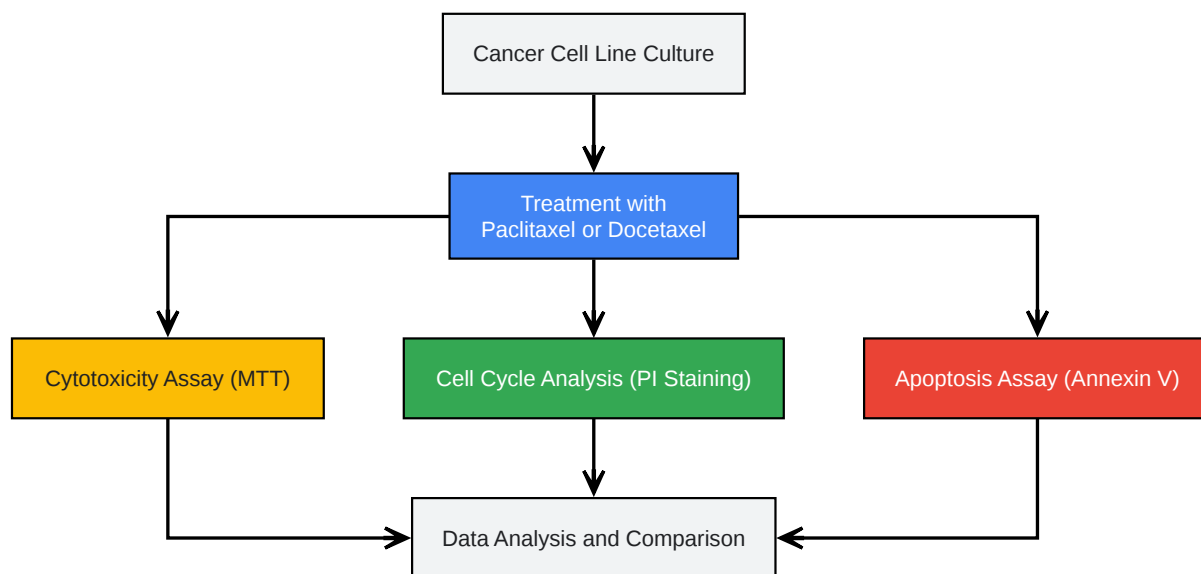 Cancer Cell Line Culture
Treatment with
Paclitaxel or Docetaxel
Cytotoxicity Assay (MTT)
Cell Cycle Analysis (PI Staining)
Apoptosis Assay (Annexin V)
Data Analysis and Comparison